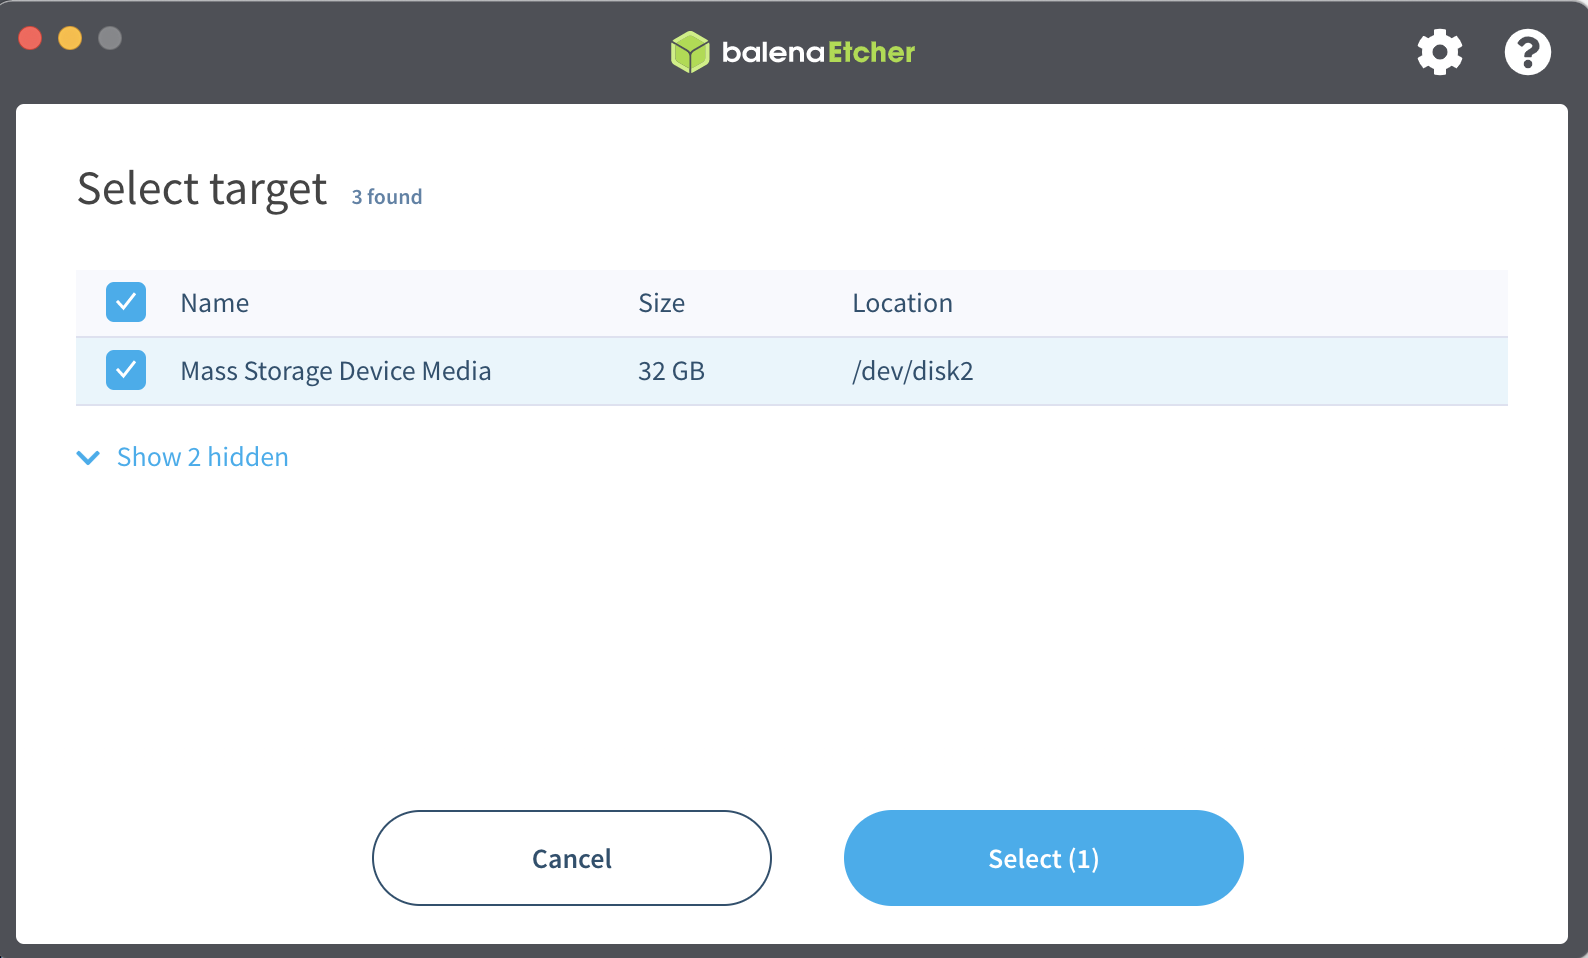 balenaEtcher
Select target 3 found
Name Size Location
Mass Storage Device Media 32 GB /dev/disk2
Show 2 hidden
Cancel Select (1)